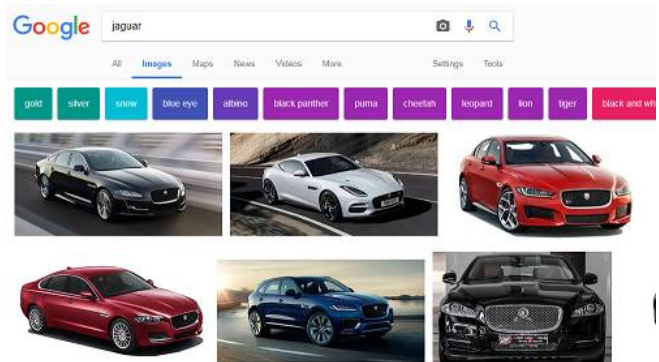 Google jaguar
All Images Maps News Videos More Settings Tools
gold silver snow blue eye albino black panther puma cheetah leopard lion tiger black and whi